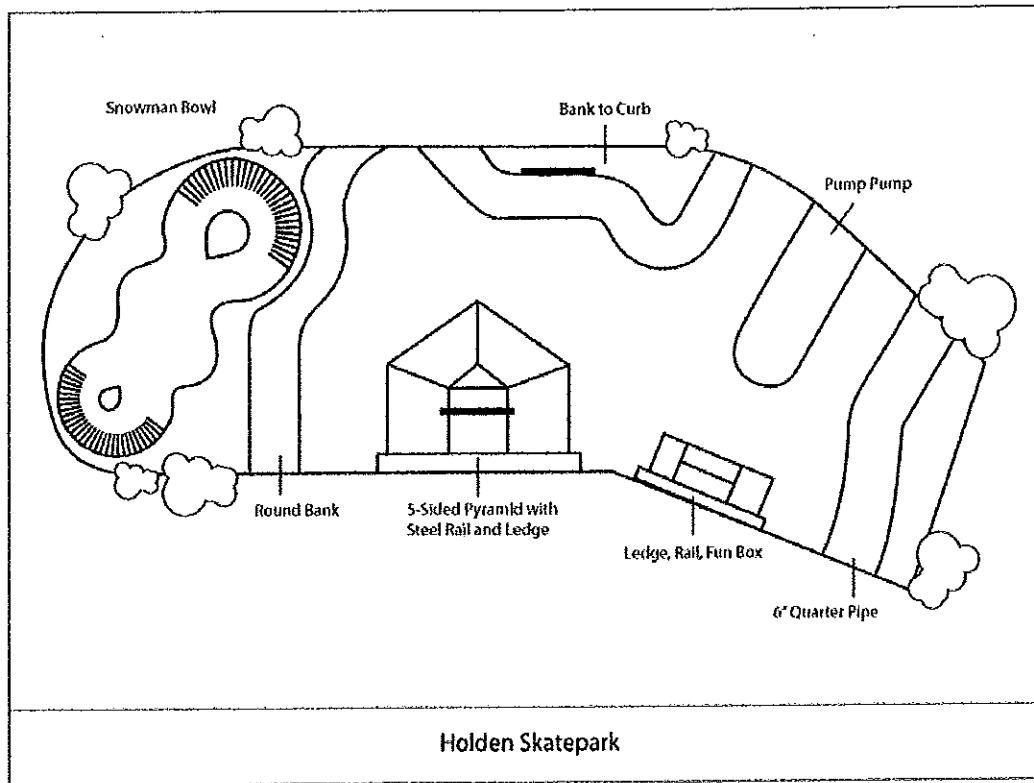 Snowman Bowl
Bank to Curb
Pump Pump
Round Bank
5-Sided Pyramid with
Steel Rail and Ledge
Ledge, Rail, Fun Box
6' Quarter Pipe
Holden Skatepark